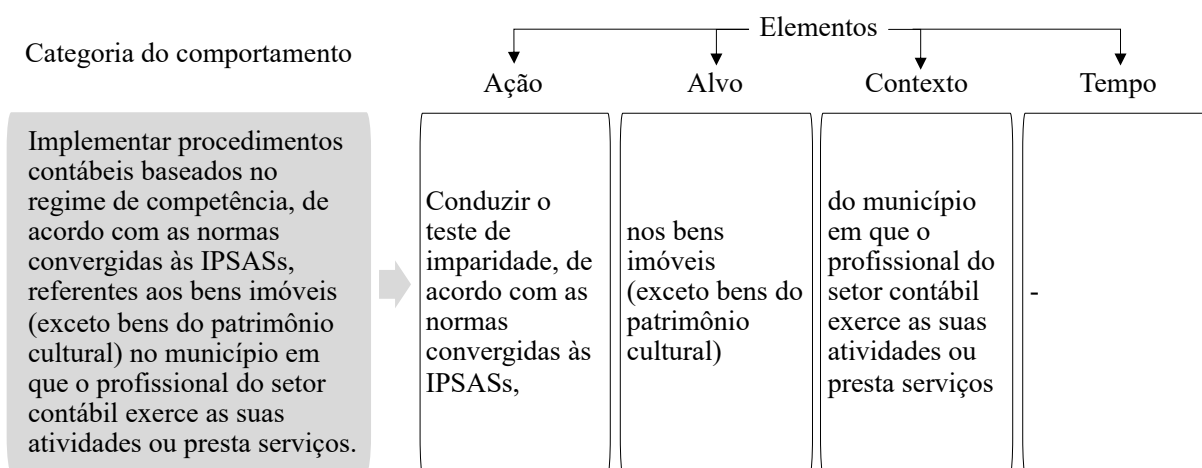 Elementos
Categoria do comportamento
Ação
Alvo
Contexto
Tempo
Implementar procedimentos
contábeis baseados no
regime de competência, de
acordo com as normas
convergidas às IPSASs,
referentes aos bens imóveis
(exceto bens do patrimônio
cultural) no município em
que o profissional do setor
contábil exerce as suas
atividades ou presta serviços.
Conduzir o
teste de
imparidade, de
acordo com as
normas
convergidas às
IPSASs,
nos bens
imóveis
(exceto bens do
patrimônio
cultural)
do município
em que o
profissional do
setor contábil
exerce as suas
atividades ou
presta serviços
-